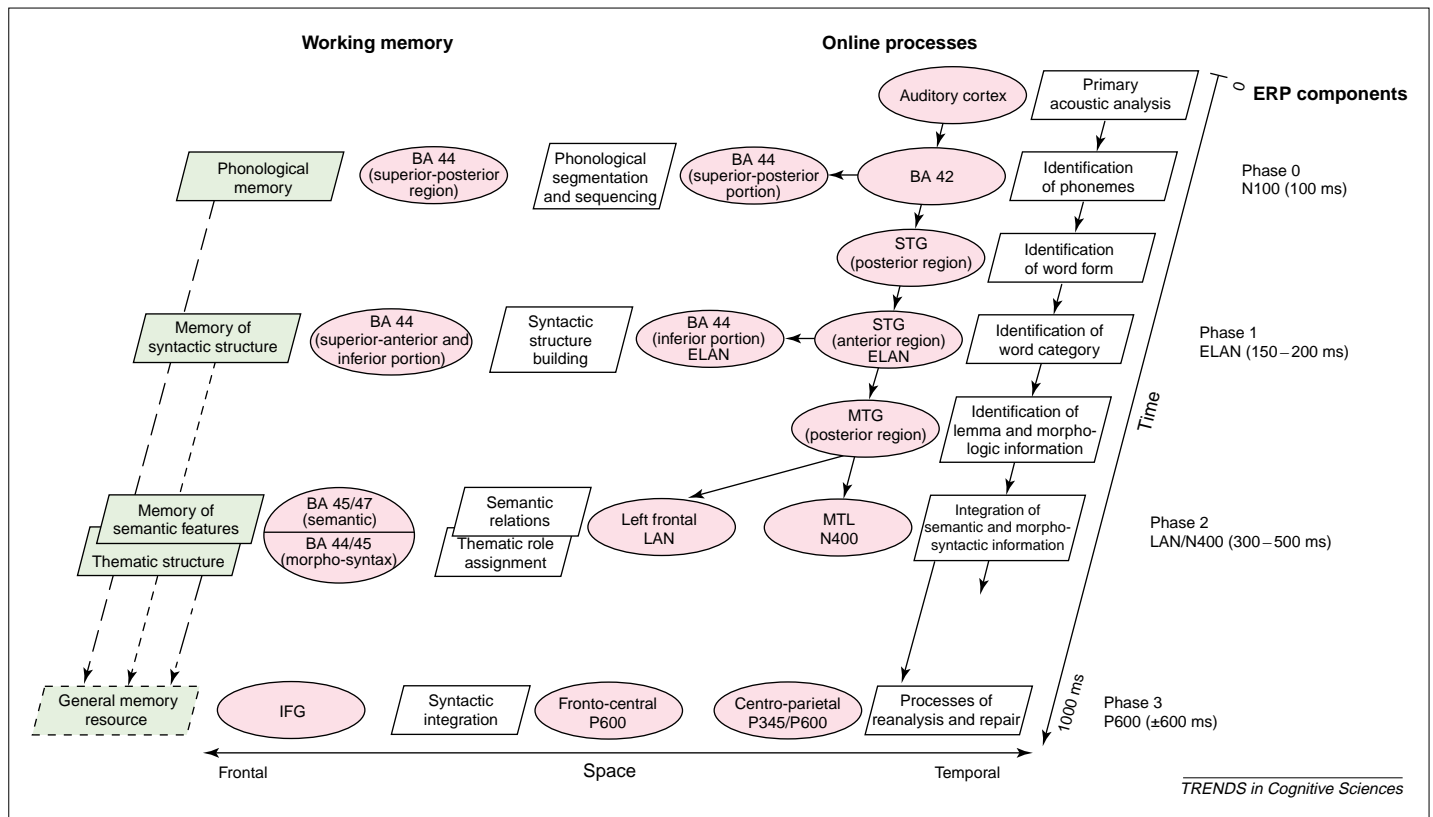 Working memory
Online processes
Auditory cortex
Primary
acoustic analysis
0
ERP components
Phonological
memory
BA 44
(superior-posterior
region)
Phonological
segmentation
and sequencing
BA 44
(superior-posterior
portion)
BA 42
Identification
of phonemes
Phase 0
N100 (100 ms)
STG
(posterior region)
Identification
of word form
Memory of
syntactic structure
BA 44
(superior-anterior and
inferior portion)
Syntactic
structure
building
BA 44
(inferior portion)
ELAN
STG
(anterior region)
ELAN
Identification of
word category
Phase 1
ELAN (150–200 ms)
MTG
(posterior region)
Identification of
lemma and morpho-
logic information
Time
Memory of
semantic features
Thematic structure
BA 45/47
(semantic)
BA 44/45
(morpho-syntax)
Semantic
relations
Thematic role
assignment
Left frontal
LAN
MTL
N400
Integration of
semantic and morpho-
syntactic information
Phase 2
LAN/N400 (300–500 ms)
General memory
resource
IFG
Syntactic
integration
Fronto-central
P600
Centro-parietal
P345/P600
Processes of
reanalysis and repair
1000 ms
Phase 3
P600 (±600 ms)
Frontal
Space
Temporal
TRENDS in Cognitive Sciences